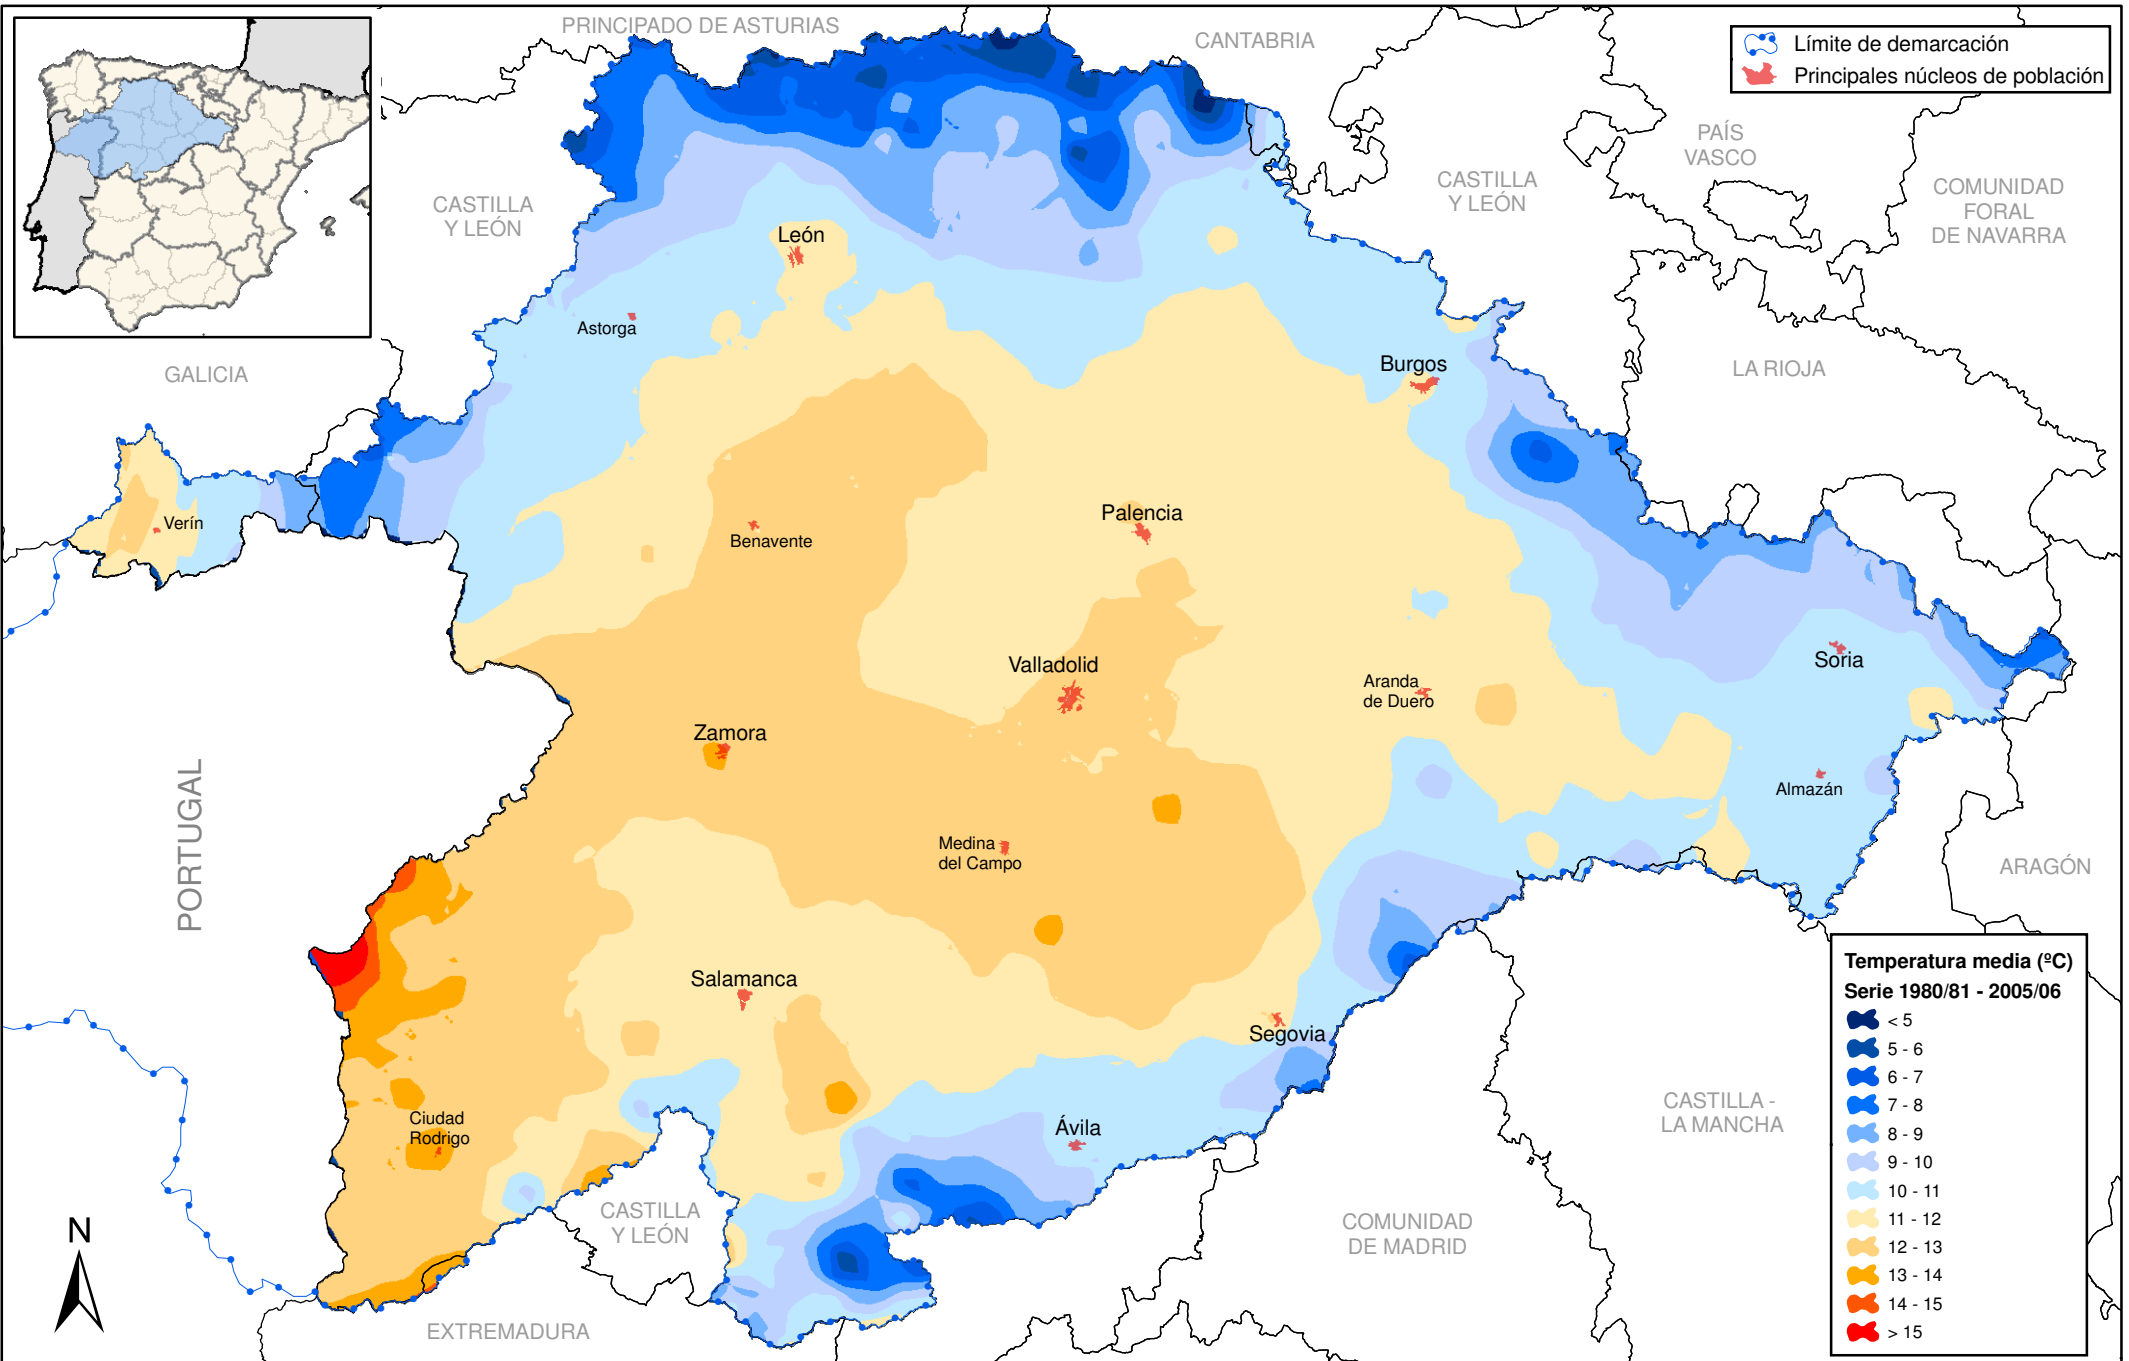 PRINCIPADO DE ASTURIAS
CANTABRIA
Límite de demarcación
Principales núcleos de población
PAÍS
VASCO
CASTILLA
Y LEÓN
COMUNIDAD
FORAL
DE NAVARRA
CASTILLA
Y LEÓN
León
Astorga
GALICIA
Burgos
LA RIOJA
Verín
Benavente
Palencia
Valladolid
Soria
Aranda
de Duero
Zamora
Almazán
PORTUGAL
Medina
del Campo
ARAGÓN
Salamanca
Segovia
Ciudad
Rodrigo
Ávila
CASTILLA -
LA MANCHA
CASTILLA
Y LEÓN
COMUNIDAD
DE MADRID
N
EXTREMADURA
Temperatura media (ºC)
Serie 1980/81 - 2005/06
< 5
5 - 6
6 - 7
7 - 8
8 - 9
9 - 10
10 - 11
11 - 12
12 - 13
13 - 14
14 - 15
> 15